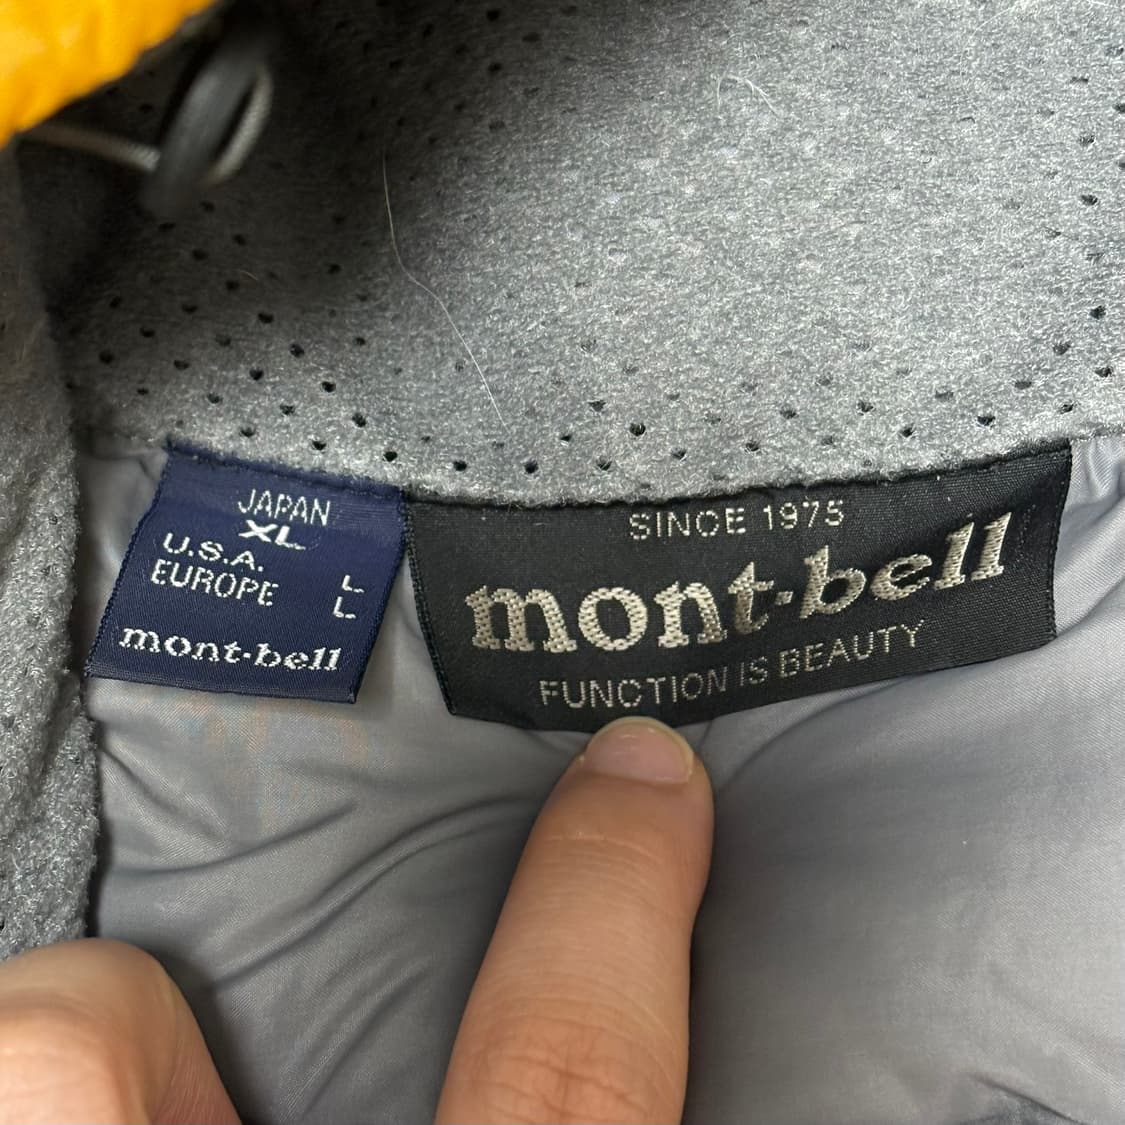 JAPAN
XL
U.S.A. L
EUROPE L
mont-bell
SINCE 1975
mont-bell
FUNCTION IS BEAUTY